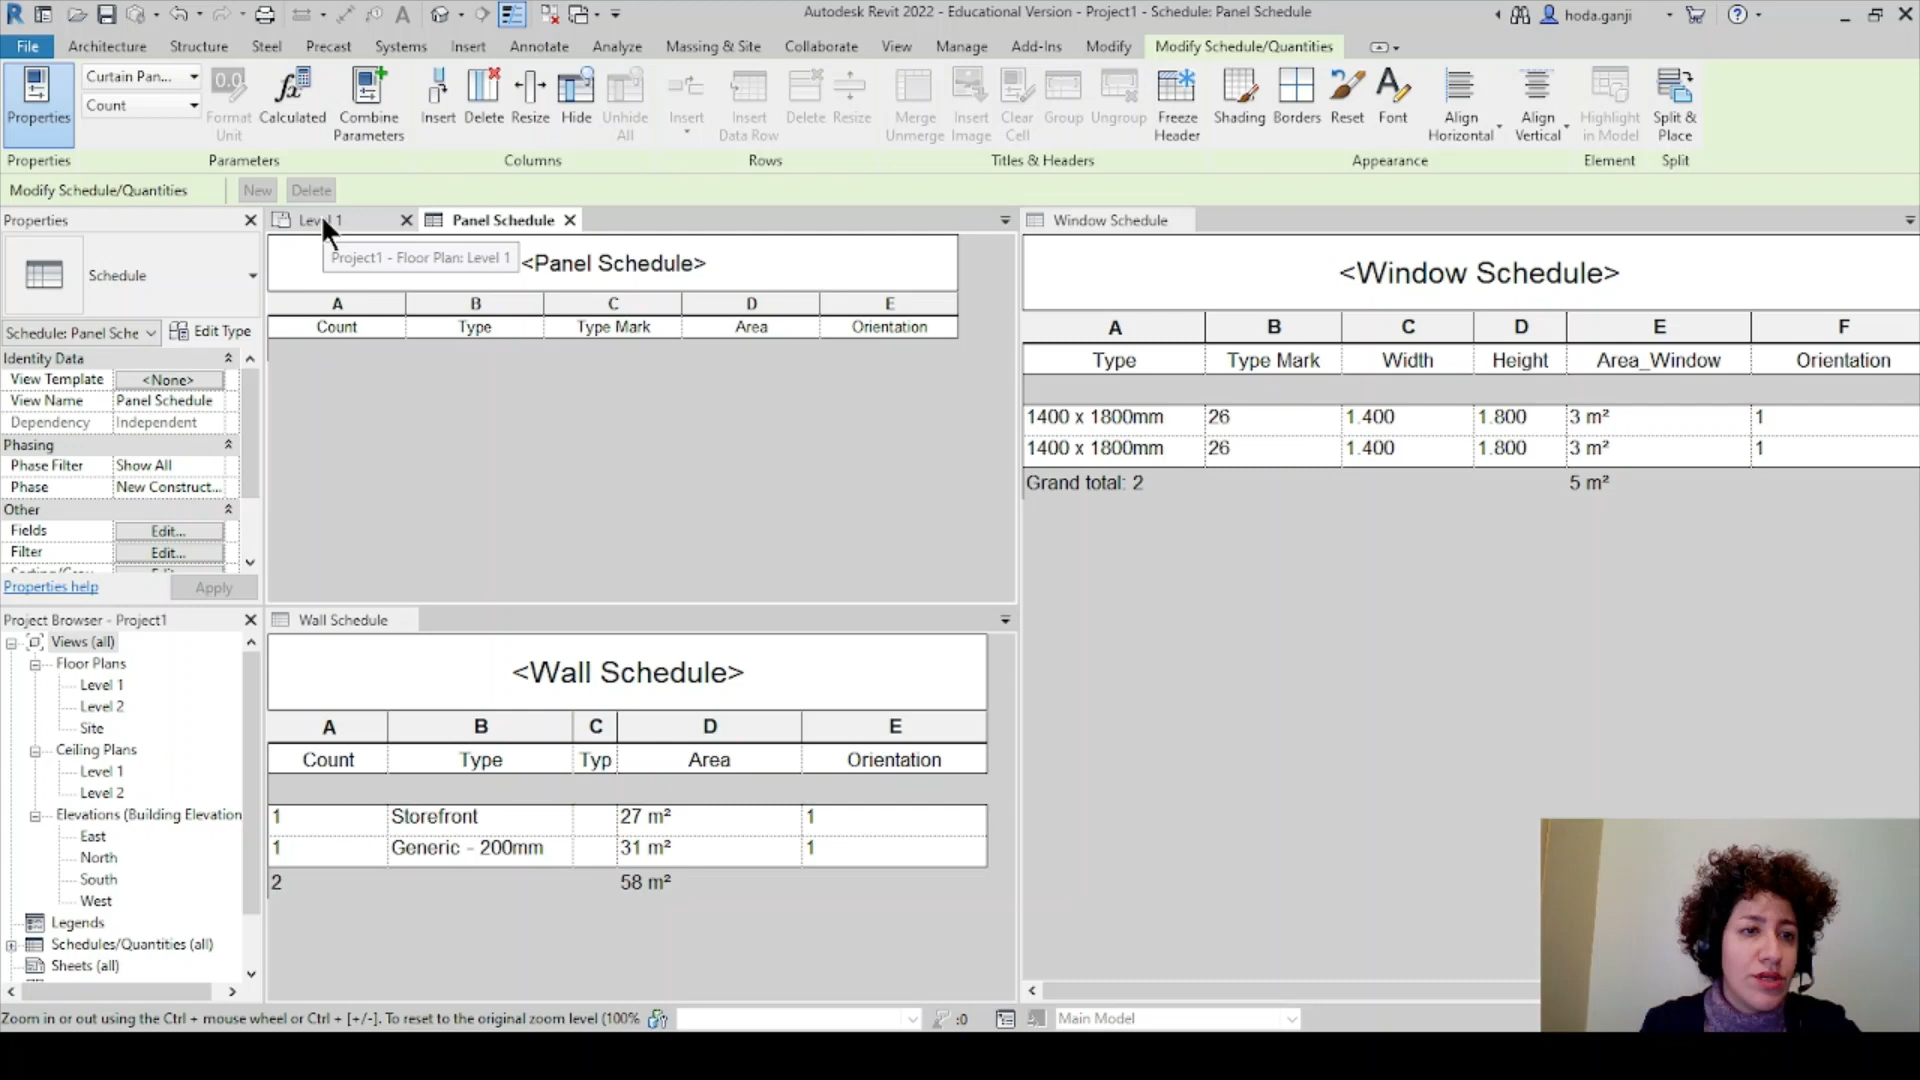 Autodesk Revit 2022 - Educational Version - Project1 - Schedule: Panel Schedule
hoda.ganji
File Architecture Structure Steel Precast Systems Insert Annotate Analyze Massing & Site Collaborate View Manage Add-Ins Modify Modify Schedule/Quantities
Properties
Curtain Pan...
Count
Format Unit
Calculated
Combine Parameters
Insert
Delete
Resize
Hide
Unhide All
Insert
Insert Data Row
Delete
Resize
Merge Unmerge
Insert Image
Clear Cell
Group
Ungroup
Freeze Header
Shading
Borders
Reset
Font
Align Horizontal
Align Vertical
Highlight in Model
Split & Place
Properties Parameters Columns Rows Titles & Headers Appearance Element Split
Modify Schedule/Quantities New Delete
Properties
Schedule
Schedule: Panel Sche
Edit Type
Identity Data
View Template <None>
View Name Panel Schedule
Dependency Independent
Phasing
Phase Filter Show All
Phase New Construct...
Other
Fields Edit...
Filter Edit...
Properties help Apply
Project Browser - Project1
Views (all)
Floor Plans
Level 1
Level 2
Site
Ceiling Plans
Level 1
Level 2
Elevations (Building Elevation
East
North
South
West
Legends
Schedules/Quantities (all)
Sheets (all)
Panel Schedule
Project1 - Floor Plan: Level 1
<Panel Schedule>
A B C D E
Count Type Type Mark Area Orientation
Wall Schedule
<Wall Schedule>
A B C D E
Count Type Typ Area Orientation
1 Storefront 27 m² 1
1 Generic - 200mm 31 m² 1
2 58 m²
Window Schedule
<Window Schedule>
A B C D E F
Type Type Mark Width Height Area_Window Orientation
1400 x 1800mm 26 1.400 1.800 3 m² 1
1400 x 1800mm 26 1.400 1.800 3 m² 1
Grand total: 2 5 m²
Zoom in or out using the Ctrl + mouse wheel or Ctrl + [+/-]. To reset to the original zoom level (100%
:0
Main Model